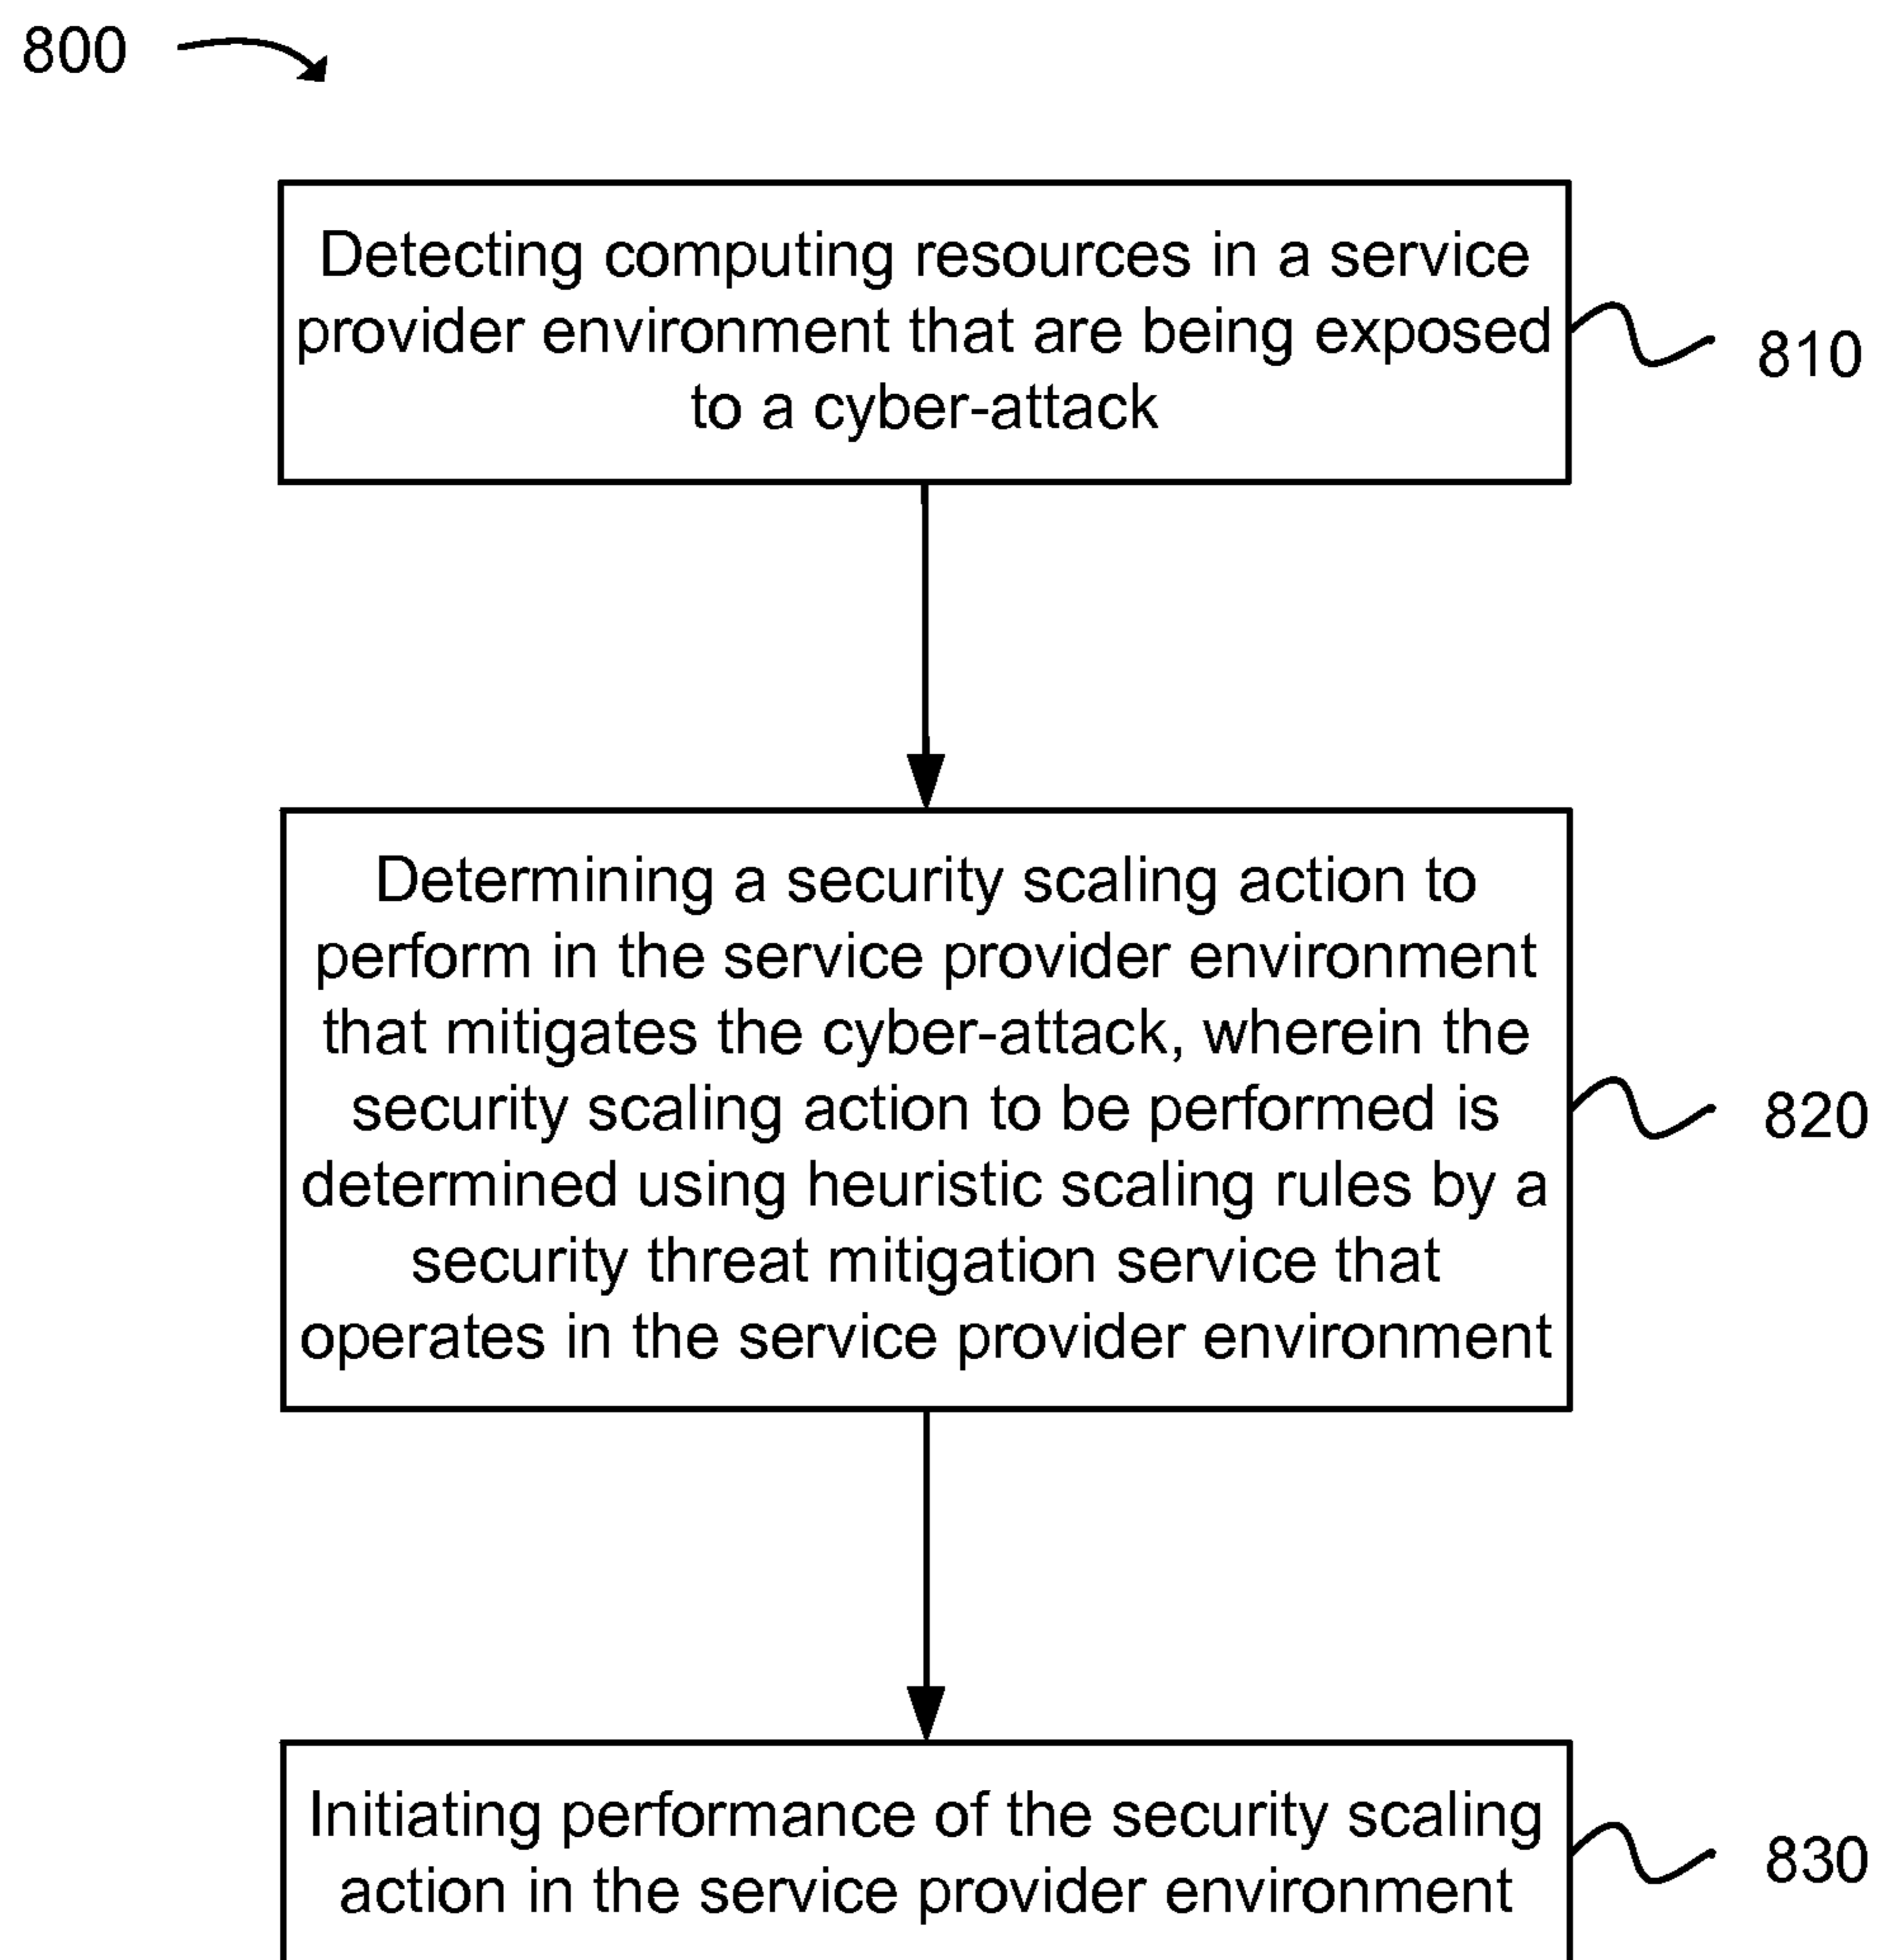 800
Detecting computing resources in a service
provider environment that are being exposed
to a cyber-attack
810
Determining a security scaling action to
perform in the service provider environment
that mitigates the cyber-attack, wherein the
security scaling action to be performed is
determined using heuristic scaling rules by a
security threat mitigation service that
operates in the service provider environment
820
Initiating performance of the security scaling
action in the service provider environment
830